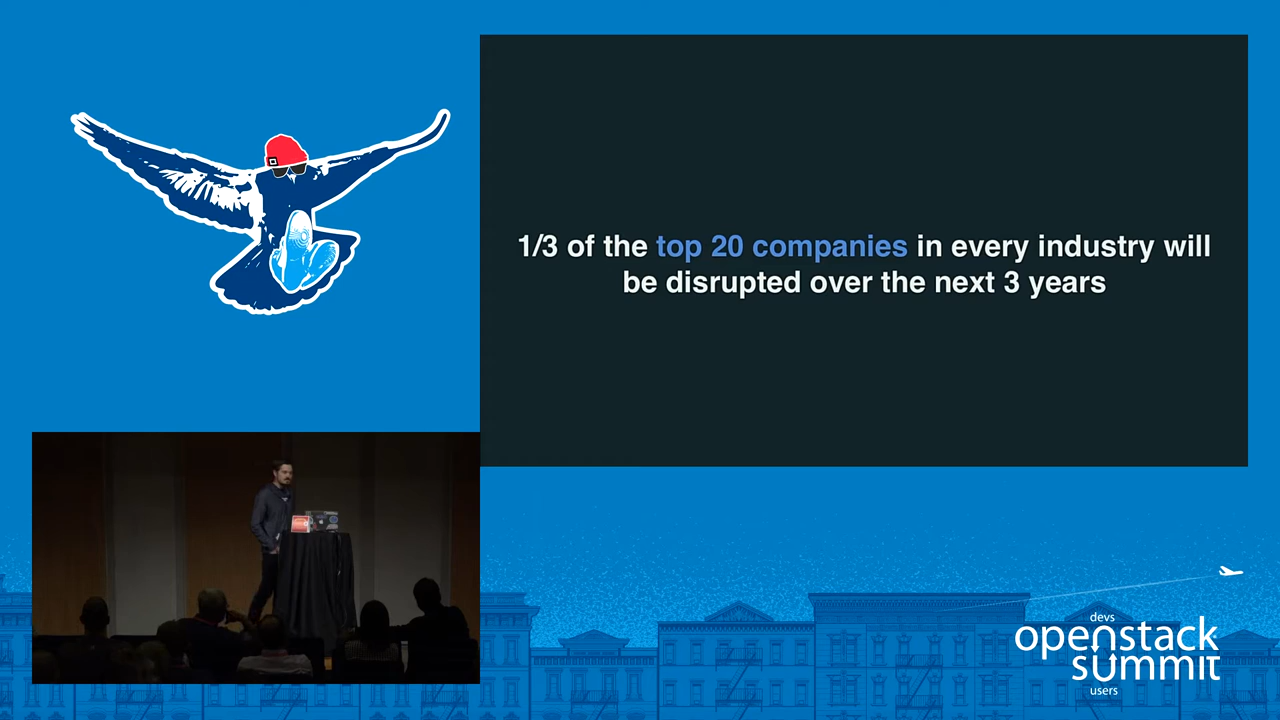 1/3 of the top 20 companies in every industry will
be disrupted over the next 3 years
devs
openstack
summit
users